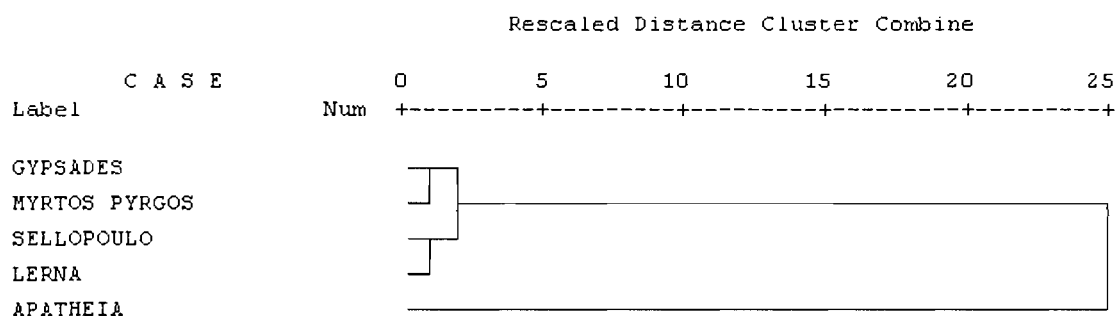 Rescaled Distance Cluster Combine
C A S E 0 5 10 15 20 25
Label Num +---------+---------+---------+---------+---------+
GYPSADES
MYRTOS PYRGOS
SELLOPOULO
LERNA
APATHEIA